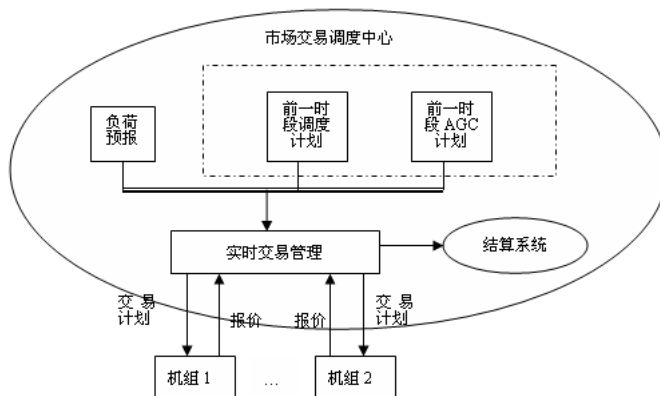 市场交易调度中心
负荷
预报
前一时
段调度
计划
前一时
段 AGC
计划
实时交易管理
结算系统
交 易
计划
报价
报价
交 易
计划
机组 1
…
机组 2